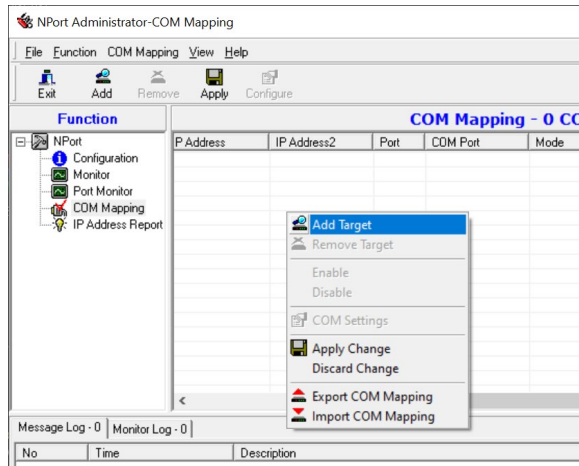 NPort Administrator-COM Mapping
File Function COM Mapping View Help
Exit Add Remove Apply Configure
Function
COM Mapping - 0 CO
NPort
Configuration
Monitor
Port Monitor
COM Mapping
IP Address Report
P Address IP Address2 Port COM Port Mode
Add Target
Remove Target
Enable
Disable
COM Settings
Apply Change
Discard Change
Export COM Mapping
Import COM Mapping
Message Log - 0 Monitor Log - 0
No Time Description